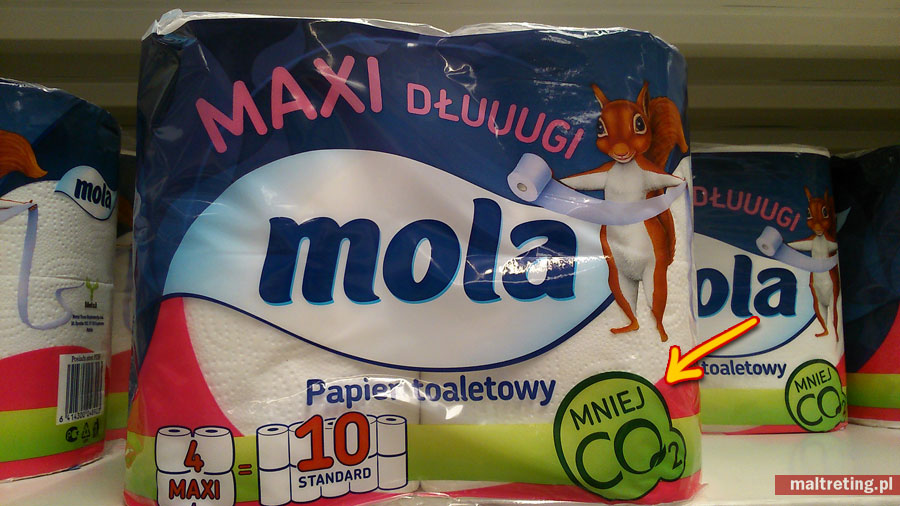 MAXI DŁUUUGI
mola
Papier toaletowy
MNIEJ
CO2
4
MAXI
=
10
STANDARD
mola
Metsä
DŁUUUGI
ola
toaletowy
MNIEJ
CO2
maltreting.pl